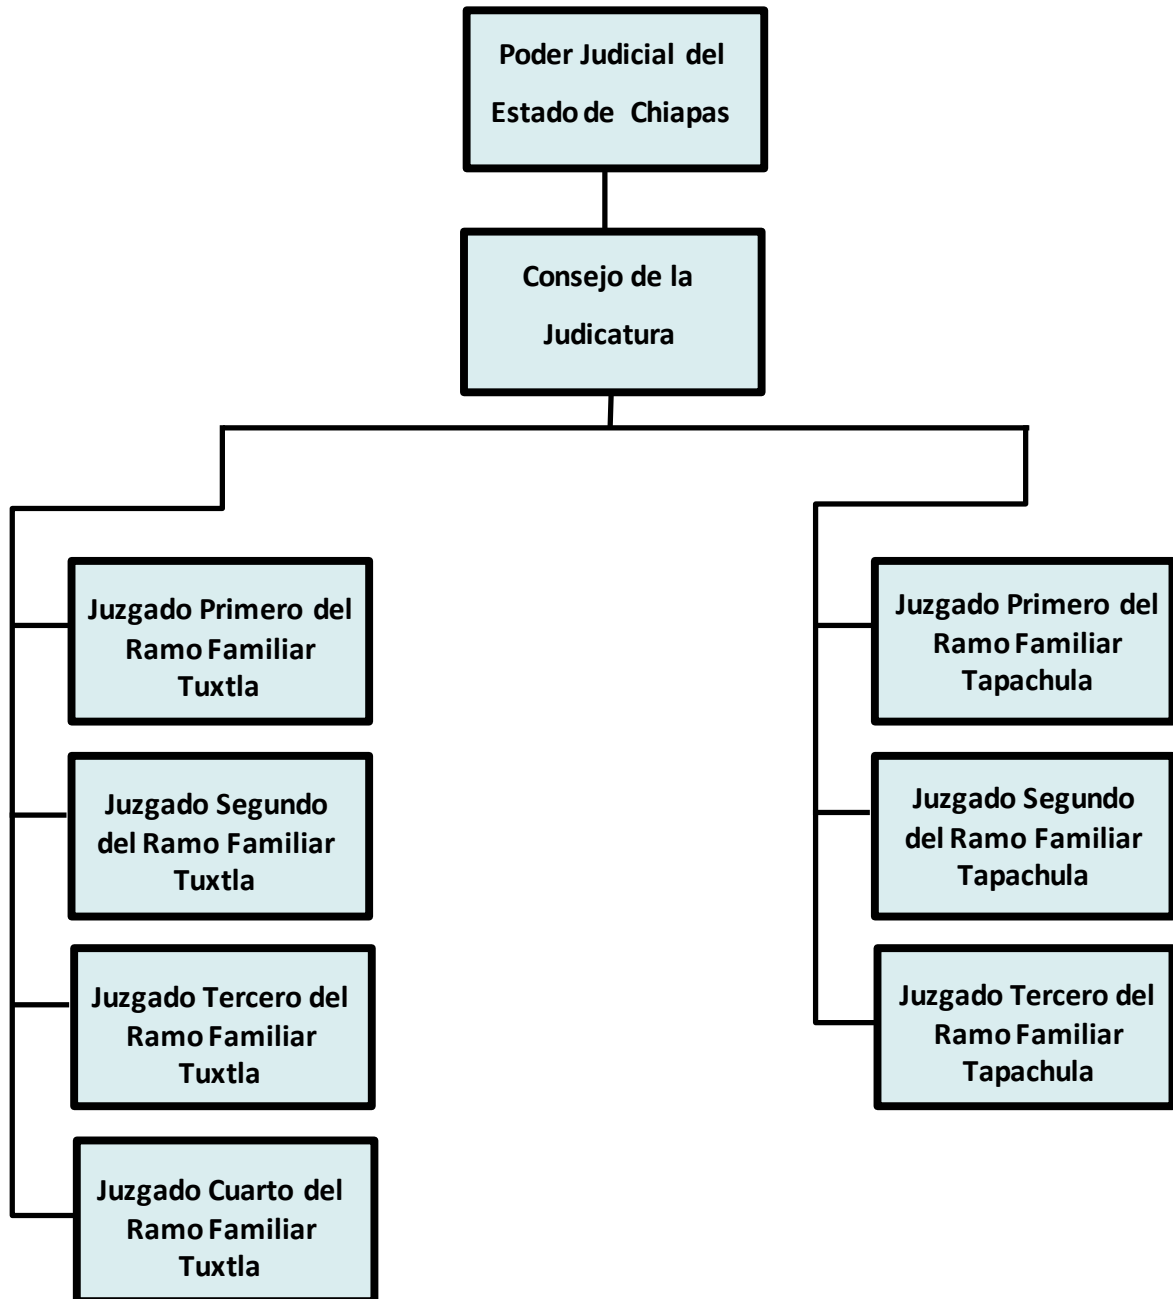 Poder Judicial del
Estado de Chiapas
Consejo de la
Judicatura
Juzgado Primero del
Ramo Familiar
Tuxtla
Juzgado Segundo
del Ramo Familiar
Tuxtla
Juzgado Tercero del
Ramo Familiar
Tuxtla
Juzgado Cuarto del
Ramo Familiar
Tuxtla
Juzgado Primero del
Ramo Familiar
Tapachula
Juzgado Segundo
del Ramo Familiar
Tapachula
Juzgado Tercero del
Ramo Familiar
Tapachula